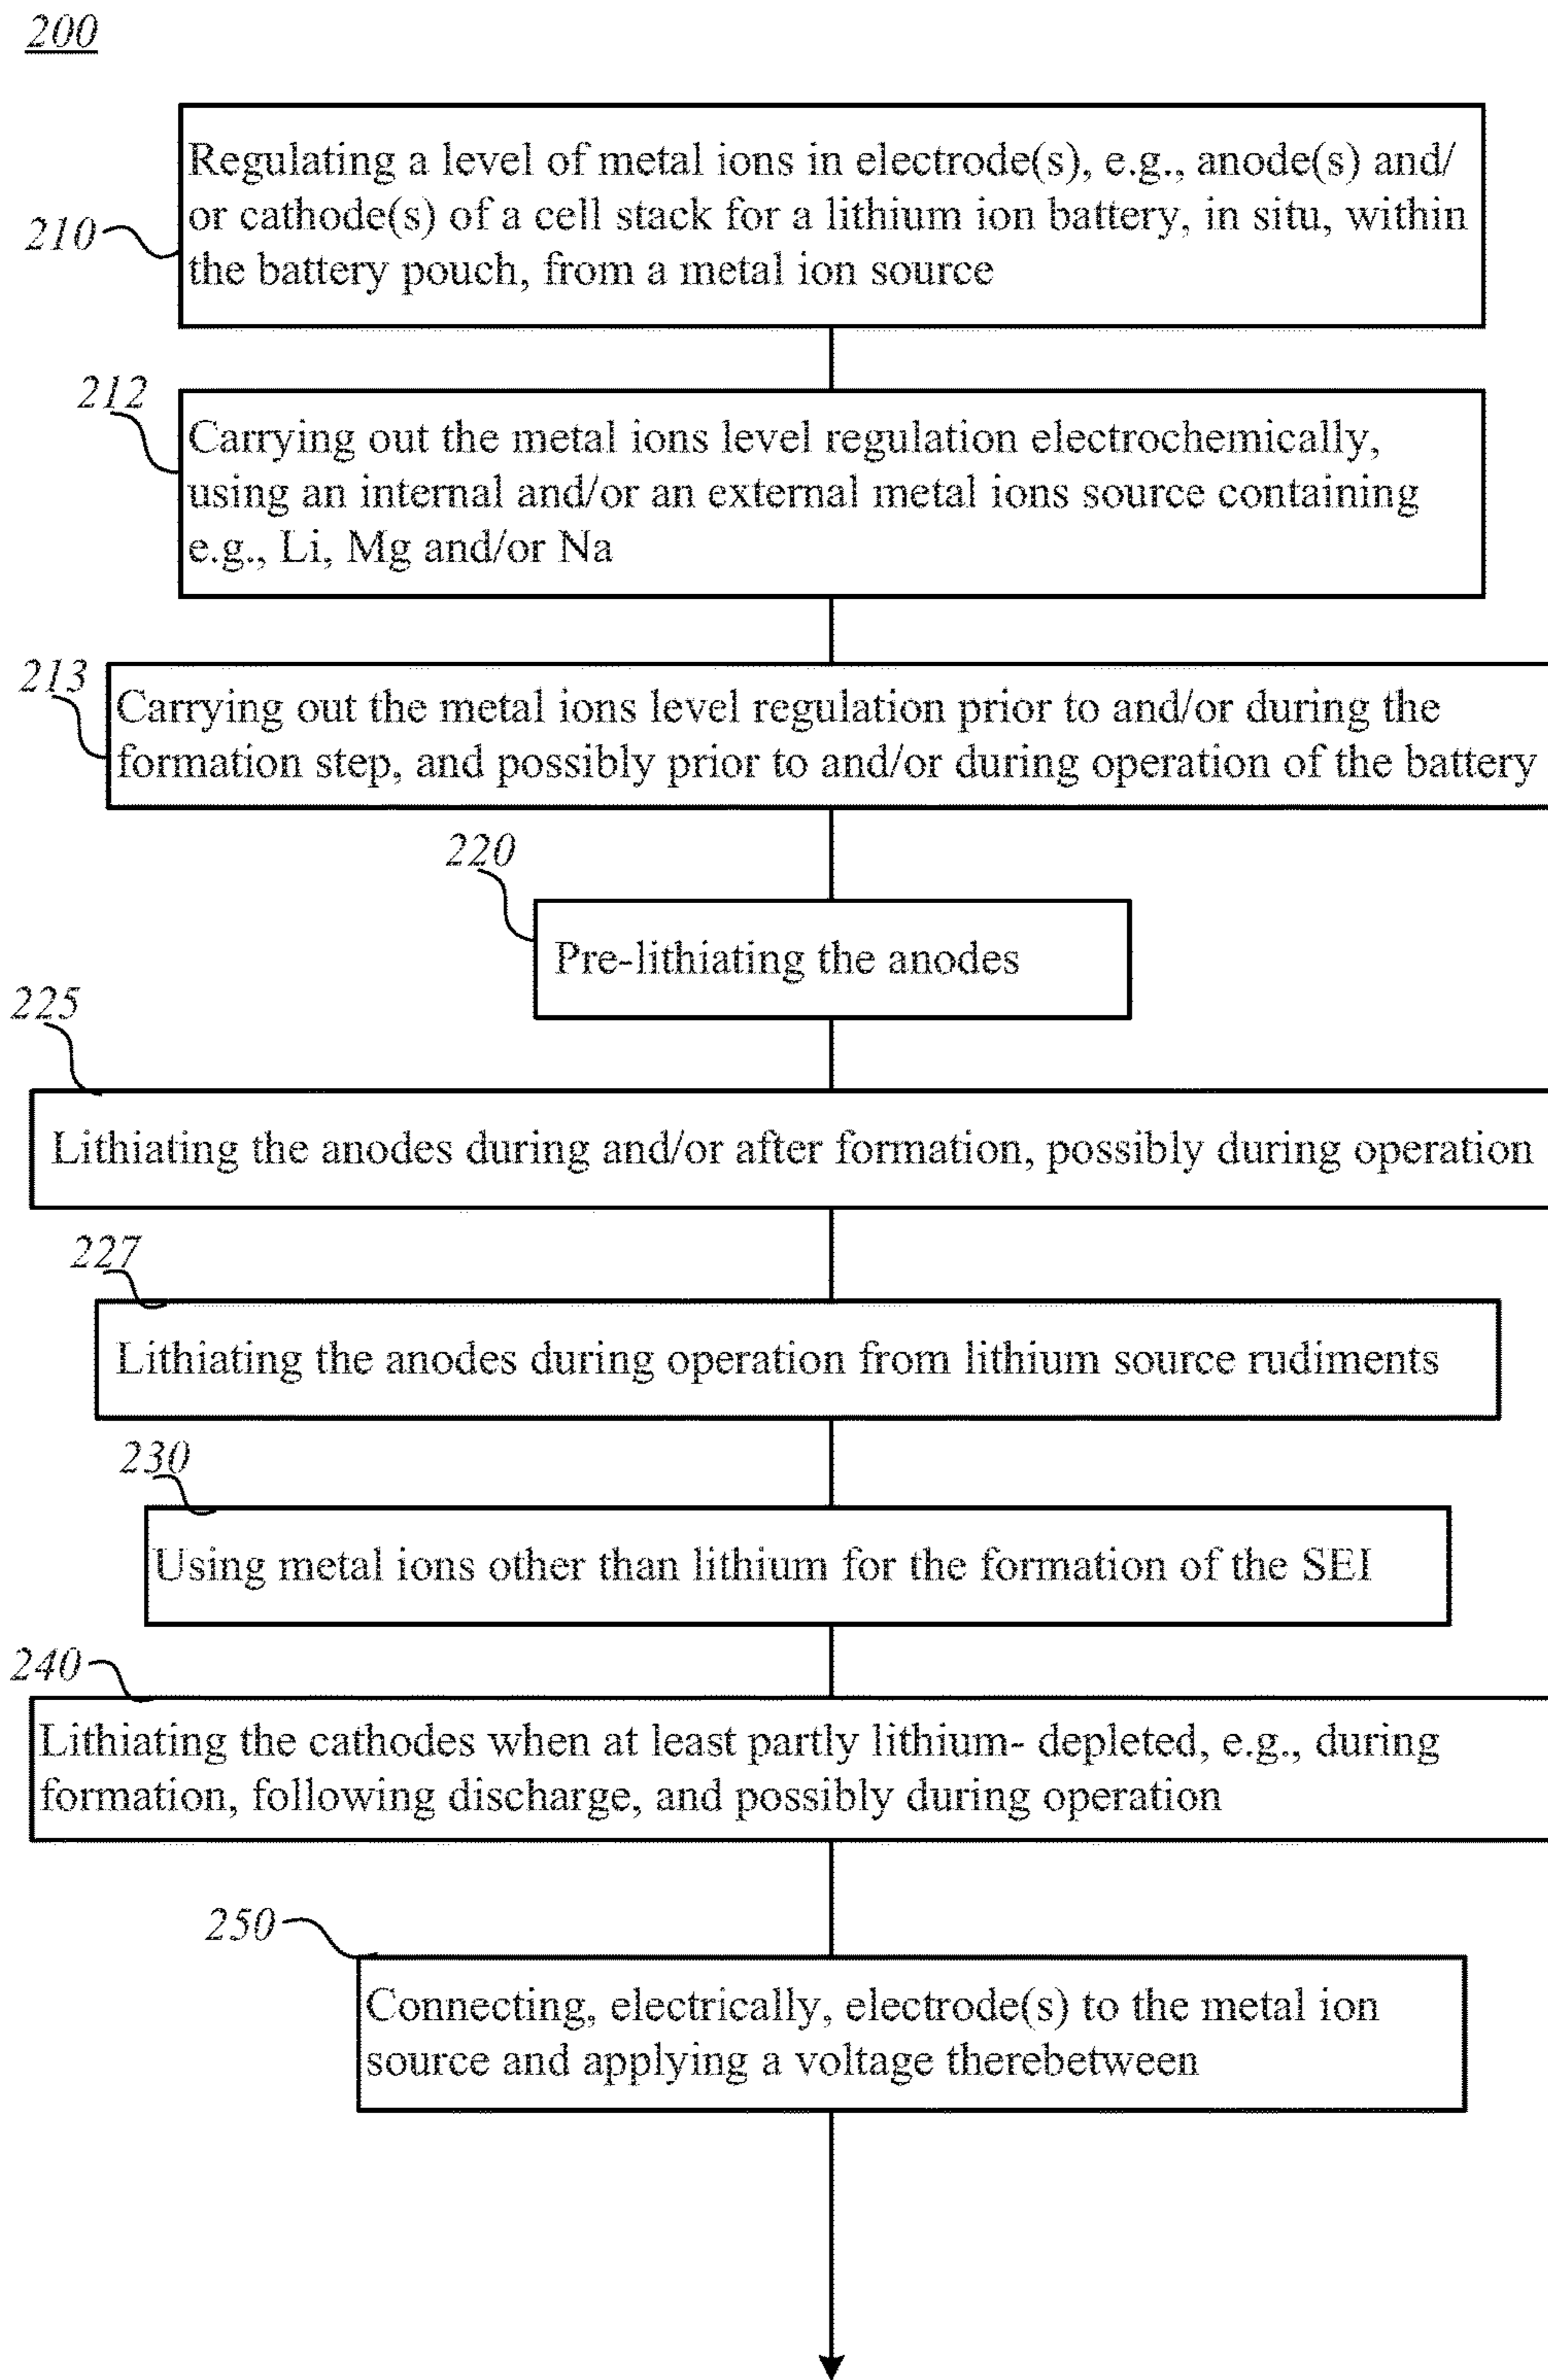 200
210
Regulating a level of metal ions in electrode(s), e.g., anode(s) and/
or cathode(s) of a cell stack for a lithium ion battery, in situ, within
the battery pouch, from a metal ion source
212
Carrying out the metal ions level regulation electrochemically,
using an internal and/or an external metal ions source containing
e.g., Li, Mg and/or Na
213
Carrying out the metal ions level regulation prior to and/or during the
formation step, and possibly prior to and/or during operation of the battery
220
Pre-lithiating the anodes
225
Lithiating the anodes during and/or after formation, possibly during operation
227
Lithiating the anodes during operation from lithium source rudiments
230
Using metal ions other than lithium for the formation of the SEI
240
Lithiating the cathodes when at least partly lithium- depleted, e.g., during
formation, following discharge, and possibly during operation
250
Connecting, electrically, electrode(s) to the metal ion
source and applying a voltage therebetween